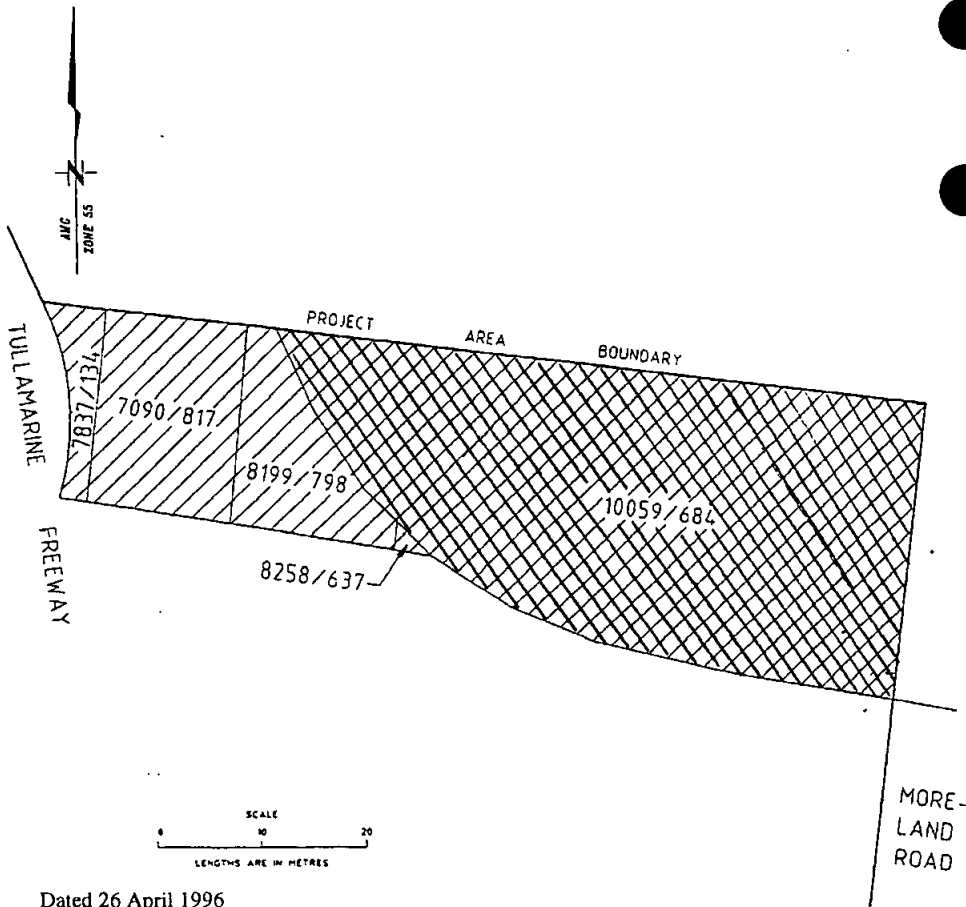 AMG
ZONE 55
PROJECT AREA BOUNDARY
TULLAMARINE
FREEWAY
7837/134
7090/817
8199/798
8258/637
10059/684
MORE-
LAND
ROAD
SCALE
0 10 20
LENGTHS ARE IN METRES
Dated 26 April 1996